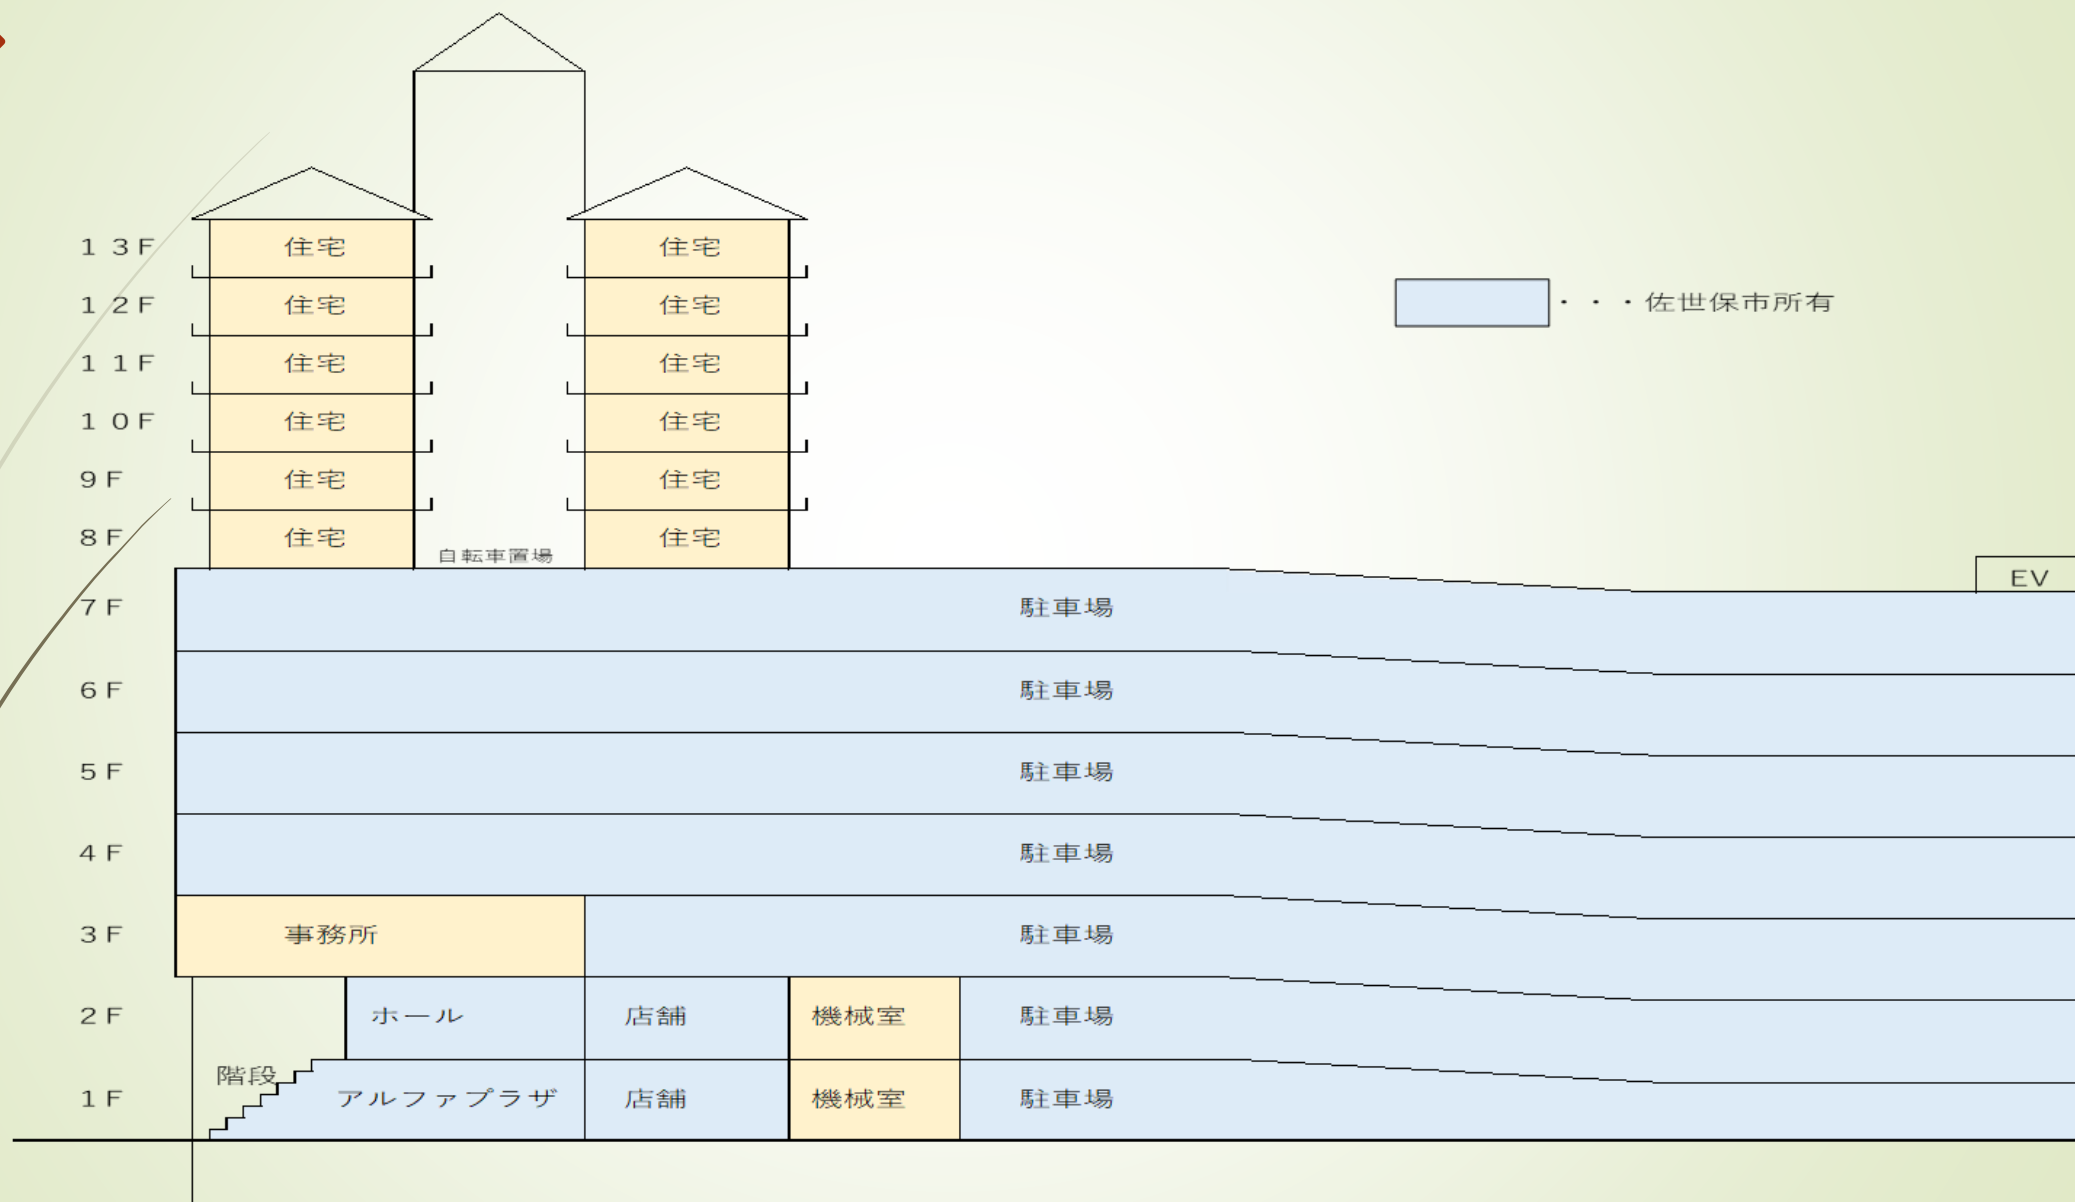 13F 住宅 住宅
12F 住宅 住宅
・・・佐世保市所有
11F 住宅 住宅
10F 住宅 住宅
9F 住宅 住宅
8F 住宅 自転車置場 住宅
EV
7F 駐車場
6F 駐車場
5F 駐車場
4F 駐車場
3F 事務所 駐車場
2F ホール 店舗 機械室 駐車場
階段
1F アルファプラザ 店舗 機械室 駐車場